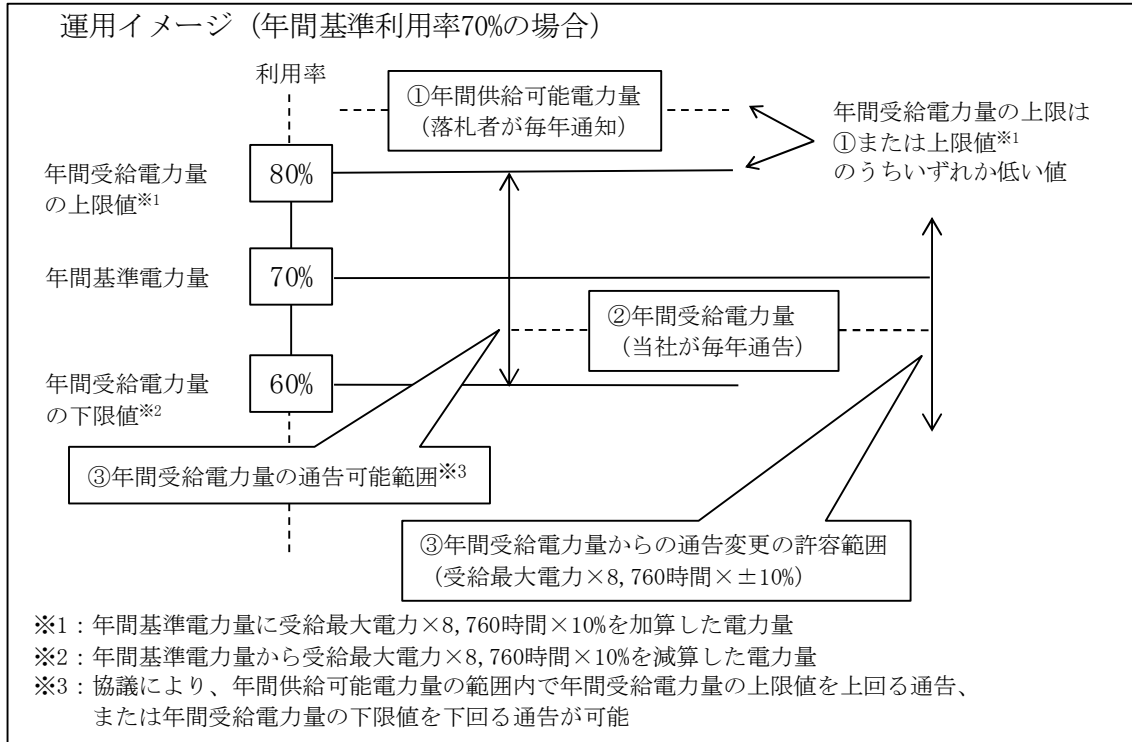 運用イメージ（年間基準利用率70%の場合）
利用率
①年間供給可能電力量
（落札者が毎年通知）
年間受給電力量の上限は
①または上限値※1
のうちいずれか低い値
年間受給電力量
の上限値※1
80%
年間基準電力量
70%
②年間受給電力量
（当社が毎年通告）
年間受給電力量
の下限値※2
60%
③年間受給電力量の通告可能範囲※3
③年間受給電力量からの通告変更の許容範囲
（受給最大電力×8,760時間×±10%）
※1：年間基準電力量に受給最大電力×8,760時間×10%を加算した電力量
※2：年間基準電力量から受給最大電力×8,760時間×10%を減算した電力量
※3：協議により、年間供給可能電力量の範囲内で年間受給電力量の上限値を上回る通告、
または年間受給電力量の下限値を下回る通告が可能